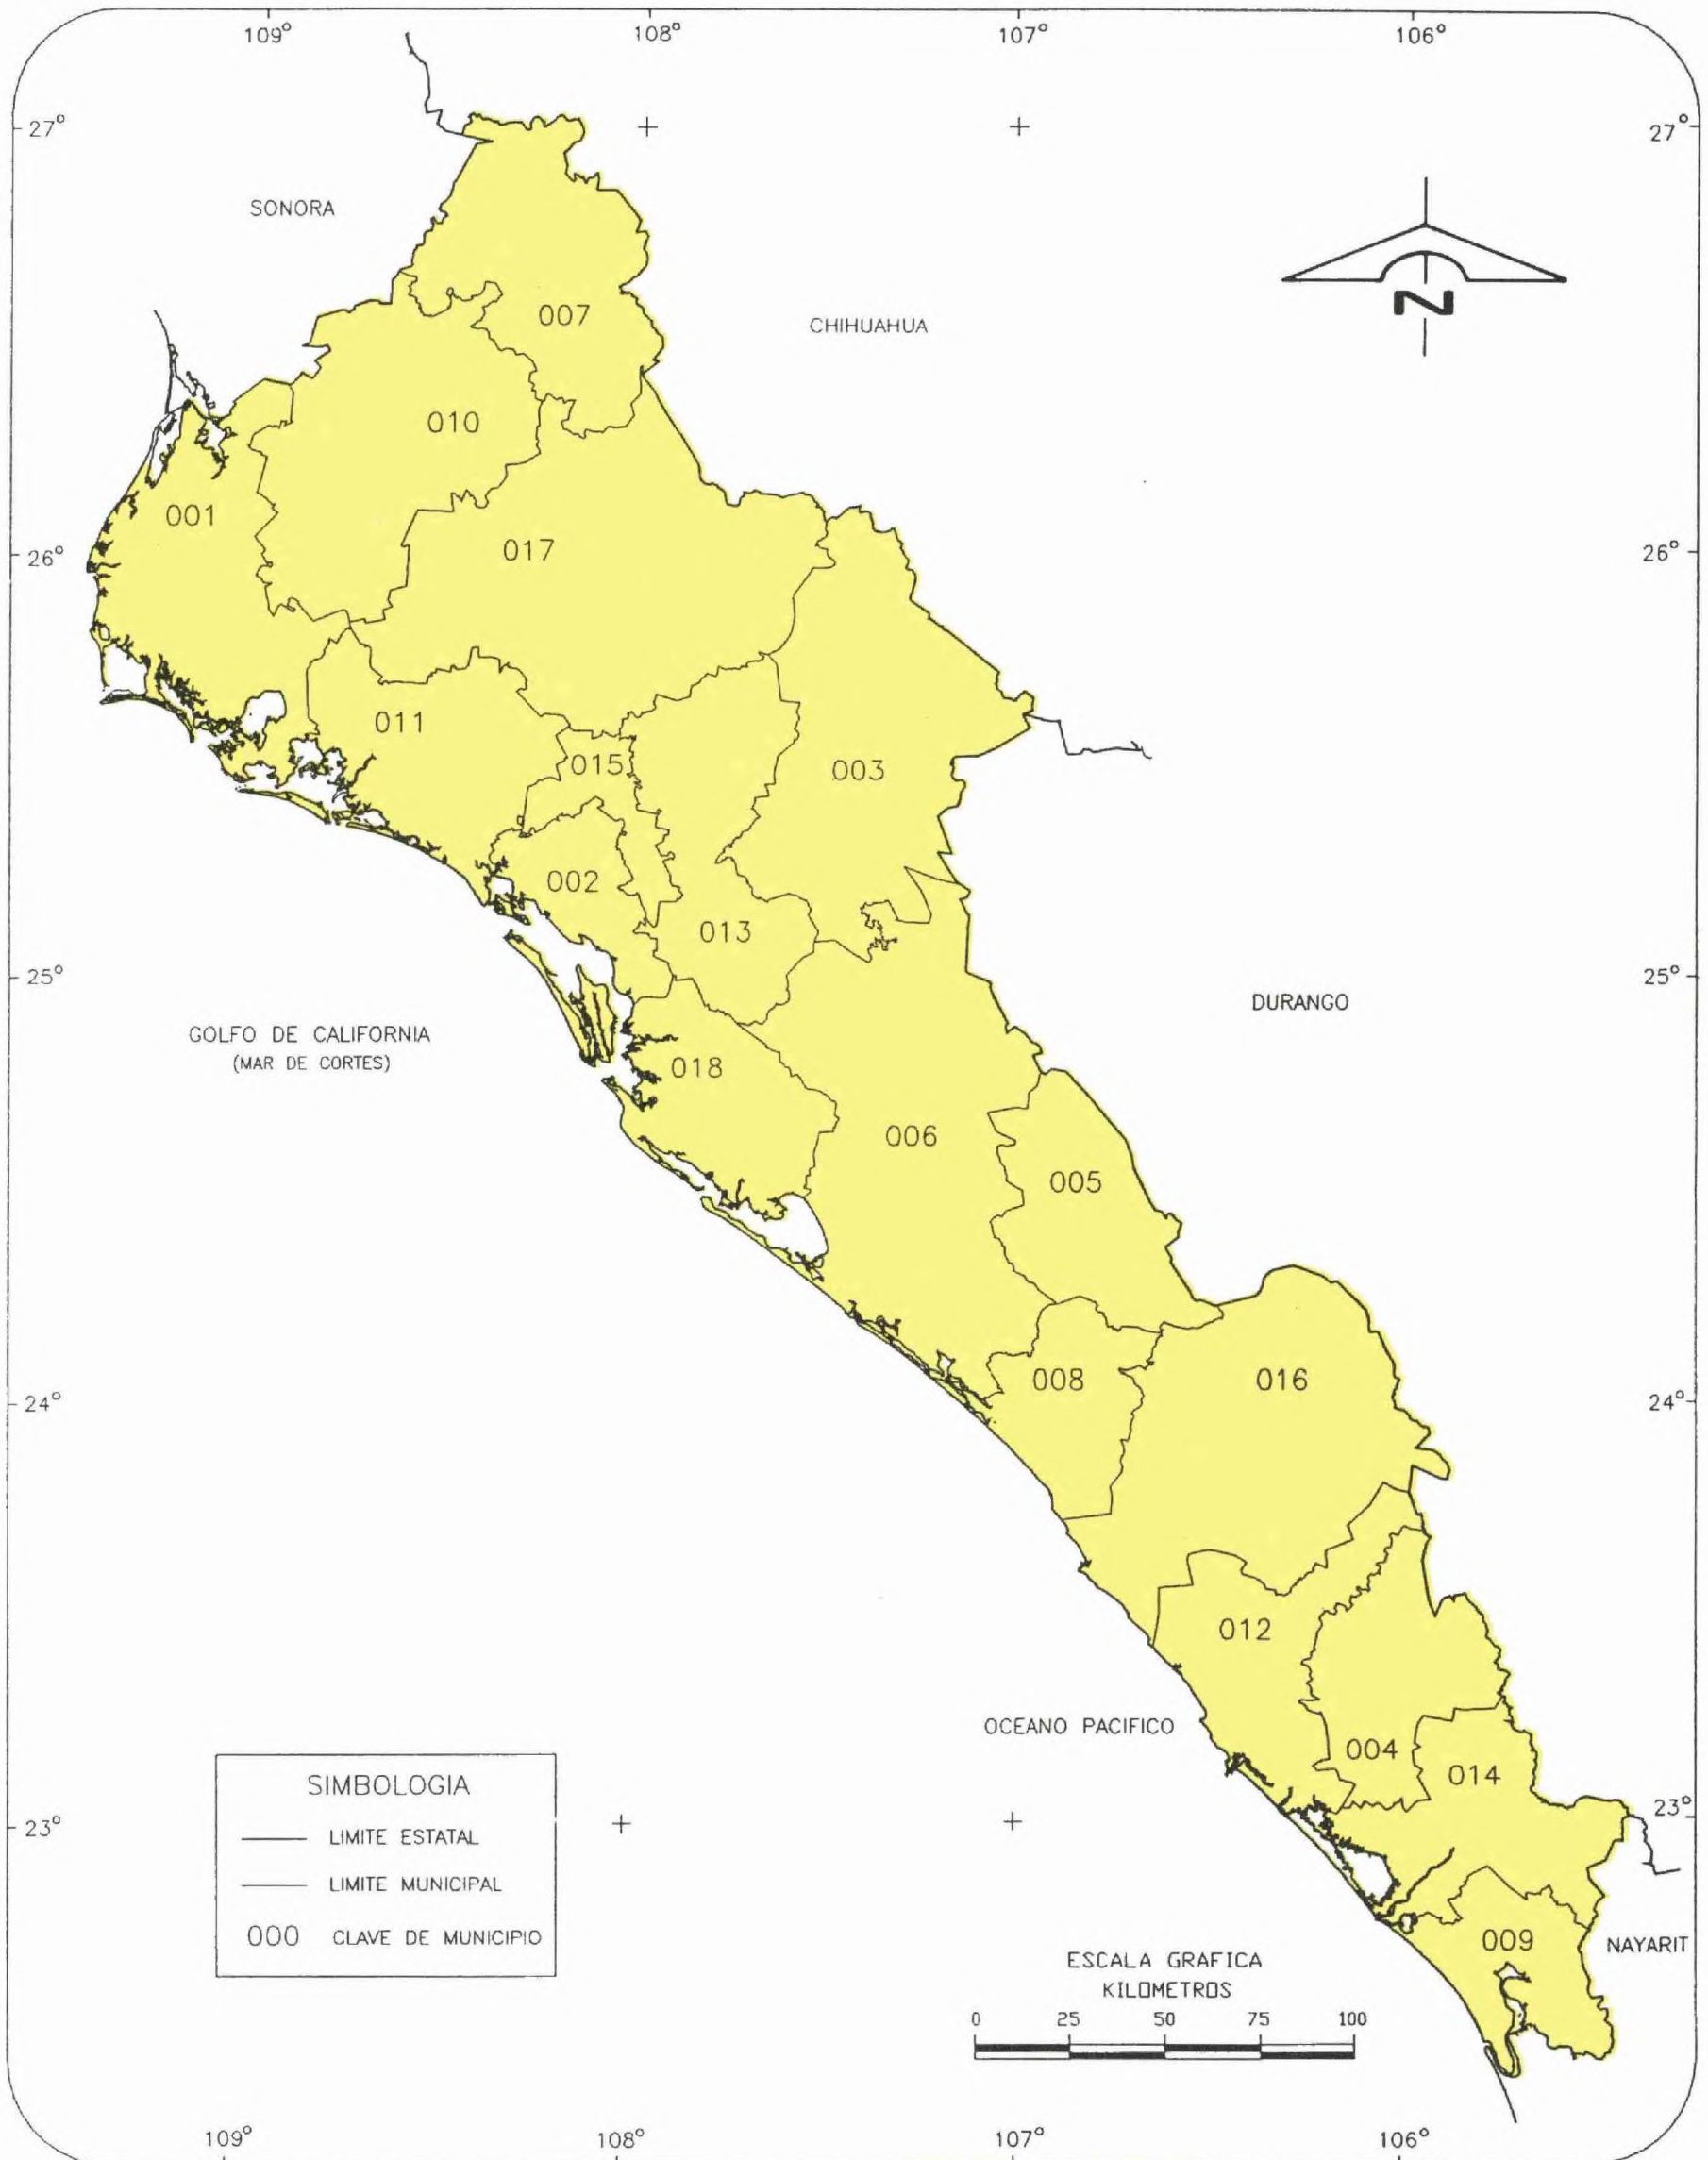 109° 108° 107° 106°
27° 27°
SONORA
007
CHIHUAHUA
010
001
017
26° 26°
011
015
003
002
013
25° 25°
DURANGO
GOLFO DE CALIFORNIA
(MAR DE CORTES)
018
006
005
008
016
24° 24°
012
OCEANO PACIFICO
004
014
SIMBOLOGIA
LIMITE ESTATAL
LIMITE MUNICIPAL
000 CLAVE DE MUNICIPIO
23° 23°
009
NAYARIT
ESCALA GRAFICA
KILOMETROS
0 25 50 75 100
109° 108° 107° 106°
N